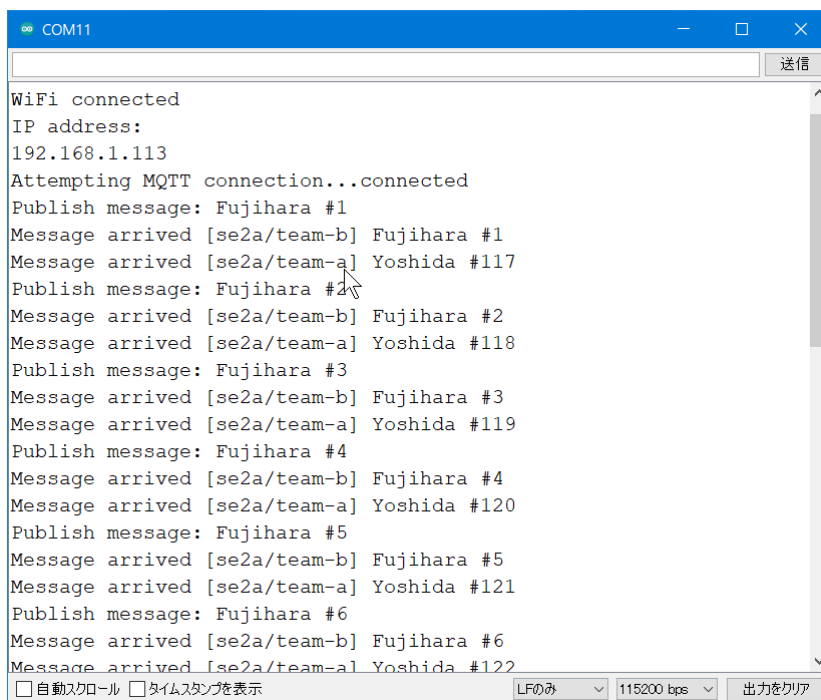 COM11
送信
WiFi connected
IP address:
192.168.1.113
Attempting MQTT connection...connected
Publish message: Fujihara #1
Message arrived [se2a/team-b] Fujihara #1
Message arrived [se2a/team-a] Yoshida #117
Publish message: Fujihara #2
Message arrived [se2a/team-b] Fujihara #2
Message arrived [se2a/team-a] Yoshida #118
Publish message: Fujihara #3
Message arrived [se2a/team-b] Fujihara #3
Message arrived [se2a/team-a] Yoshida #119
Publish message: Fujihara #4
Message arrived [se2a/team-b] Fujihara #4
Message arrived [se2a/team-a] Yoshida #120
Publish message: Fujihara #5
Message arrived [se2a/team-b] Fujihara #5
Message arrived [se2a/team-a] Yoshida #121
Publish message: Fujihara #6
Message arrived [se2a/team-b] Fujihara #6
Message arrived [se2a/team-a] Yoshida #122
自動スクロール タイムスタンプを表示 LFのみ 115200 bps 出力をクリア